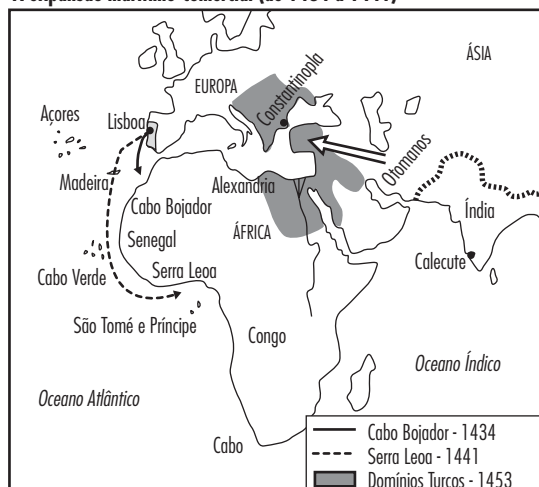 expansão marítimo-comercial (de 1434 a
ÁSIA
EUROPA
Constantinopla
Açores
Lisboa
Otomanos
Madeira
Alexandria
Cabo Bojador
Índia
Senegal
ÁFRICA
Calecute
Cabo Verde
Serra Leoa
São Tomé e Príncipe
Congo
Oceano Índico
Oceano Atlântico
Cabo
Cabo Bojador - 1434
Serra Leoa - 1441
Domínios Turcos - 1453